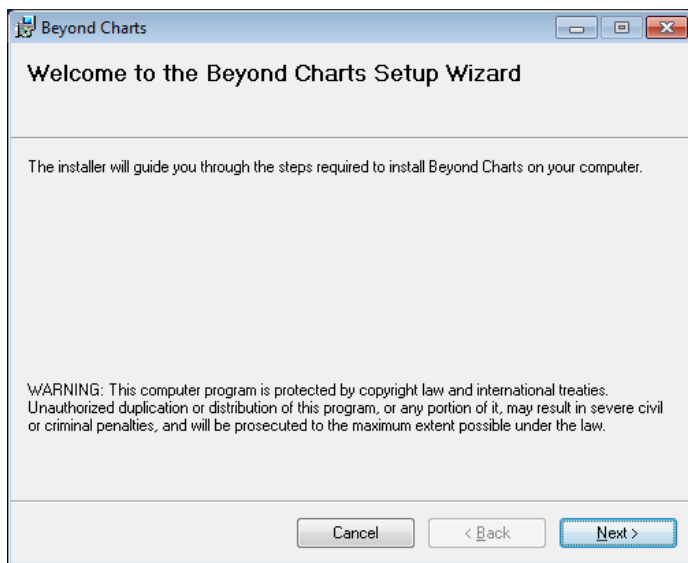 Beyond Charts
Welcome to the Beyond Charts Setup Wizard
The installer will guide you through the steps required to install Beyond Charts on your computer.
WARNING: This computer program is protected by copyright law and international treaties.
Unauthorized duplication or distribution of this program, or any portion of it, may result in severe civil
or criminal penalties, and will be prosecuted to the maximum extent possible under the law.
Cancel < Back Next >